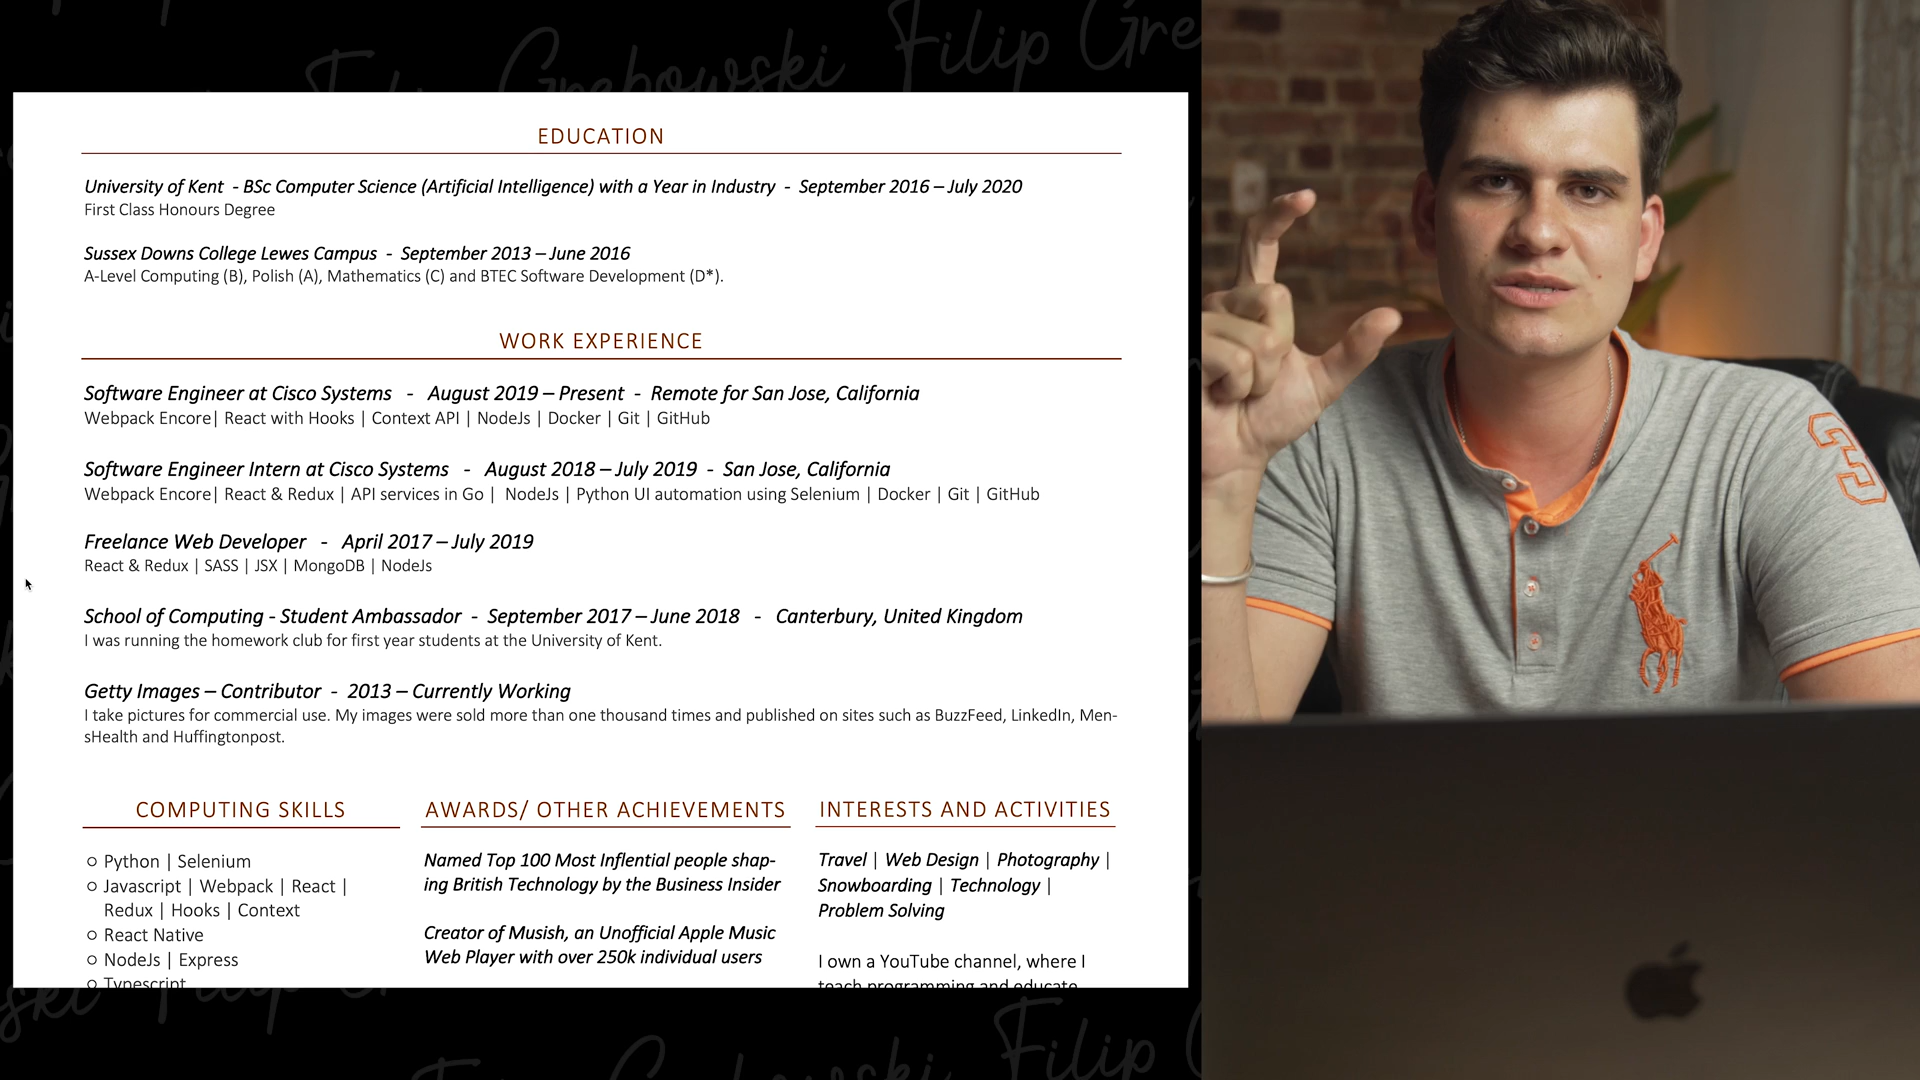 Filip Gre
Grebowski
EDUCATION
University of Kent - BSc Computer Science (Artificial Intelligence) with a Year in Industry - September 2016 – July 2020
First Class Honours Degree
Sussex Downs College Lewes Campus - September 2013 – June 2016
A-Level Computing (B), Polish (A), Mathematics (C) and BTEC Software Development (D*).
WORK EXPERIENCE
Software Engineer at Cisco Systems - August 2019 – Present - Remote for San Jose, California
Webpack Encore| React with Hooks | Context API | NodeJs | Docker | Git | GitHub
Software Engineer Intern at Cisco Systems - August 2018 – July 2019 - San Jose, California
Webpack Encore| React & Redux | API services in Go | NodeJs | Python UI automation using Selenium | Docker | Git | GitHub
Freelance Web Developer - April 2017 – July 2019
React & Redux | SASS | JSX | MongoDB | NodeJs
School of Computing - Student Ambassador - September 2017 – June 2018 - Canterbury, United Kingdom
I was running the homework club for first year students at the University of Kent.
Getty Images – Contributor - 2013 – Currently Working
I take pictures for commercial use. My images were sold more than one thousand times and published on sites such as BuzzFeed, LinkedIn, Men-
sHealth and Huffingtonpost.
COMPUTING SKILLS
○ Python | Selenium
○ Javascript | Webpack | React |
Redux | Hooks | Context
○ React Native
○ NodeJs | Express
○ Typescript
AWARDS/ OTHER ACHIEVEMENTS
Named Top 100 Most Inflential people shap-
ing British Technology by the Business Insider
Creator of Musish, an Unofficial Apple Music
Web Player with over 250k individual users
INTERESTS AND ACTIVITIES
Travel | Web Design | Photography |
Snowboarding | Technology |
Problem Solving
I own a YouTube channel, where I
teach programming and educate
3
Filip